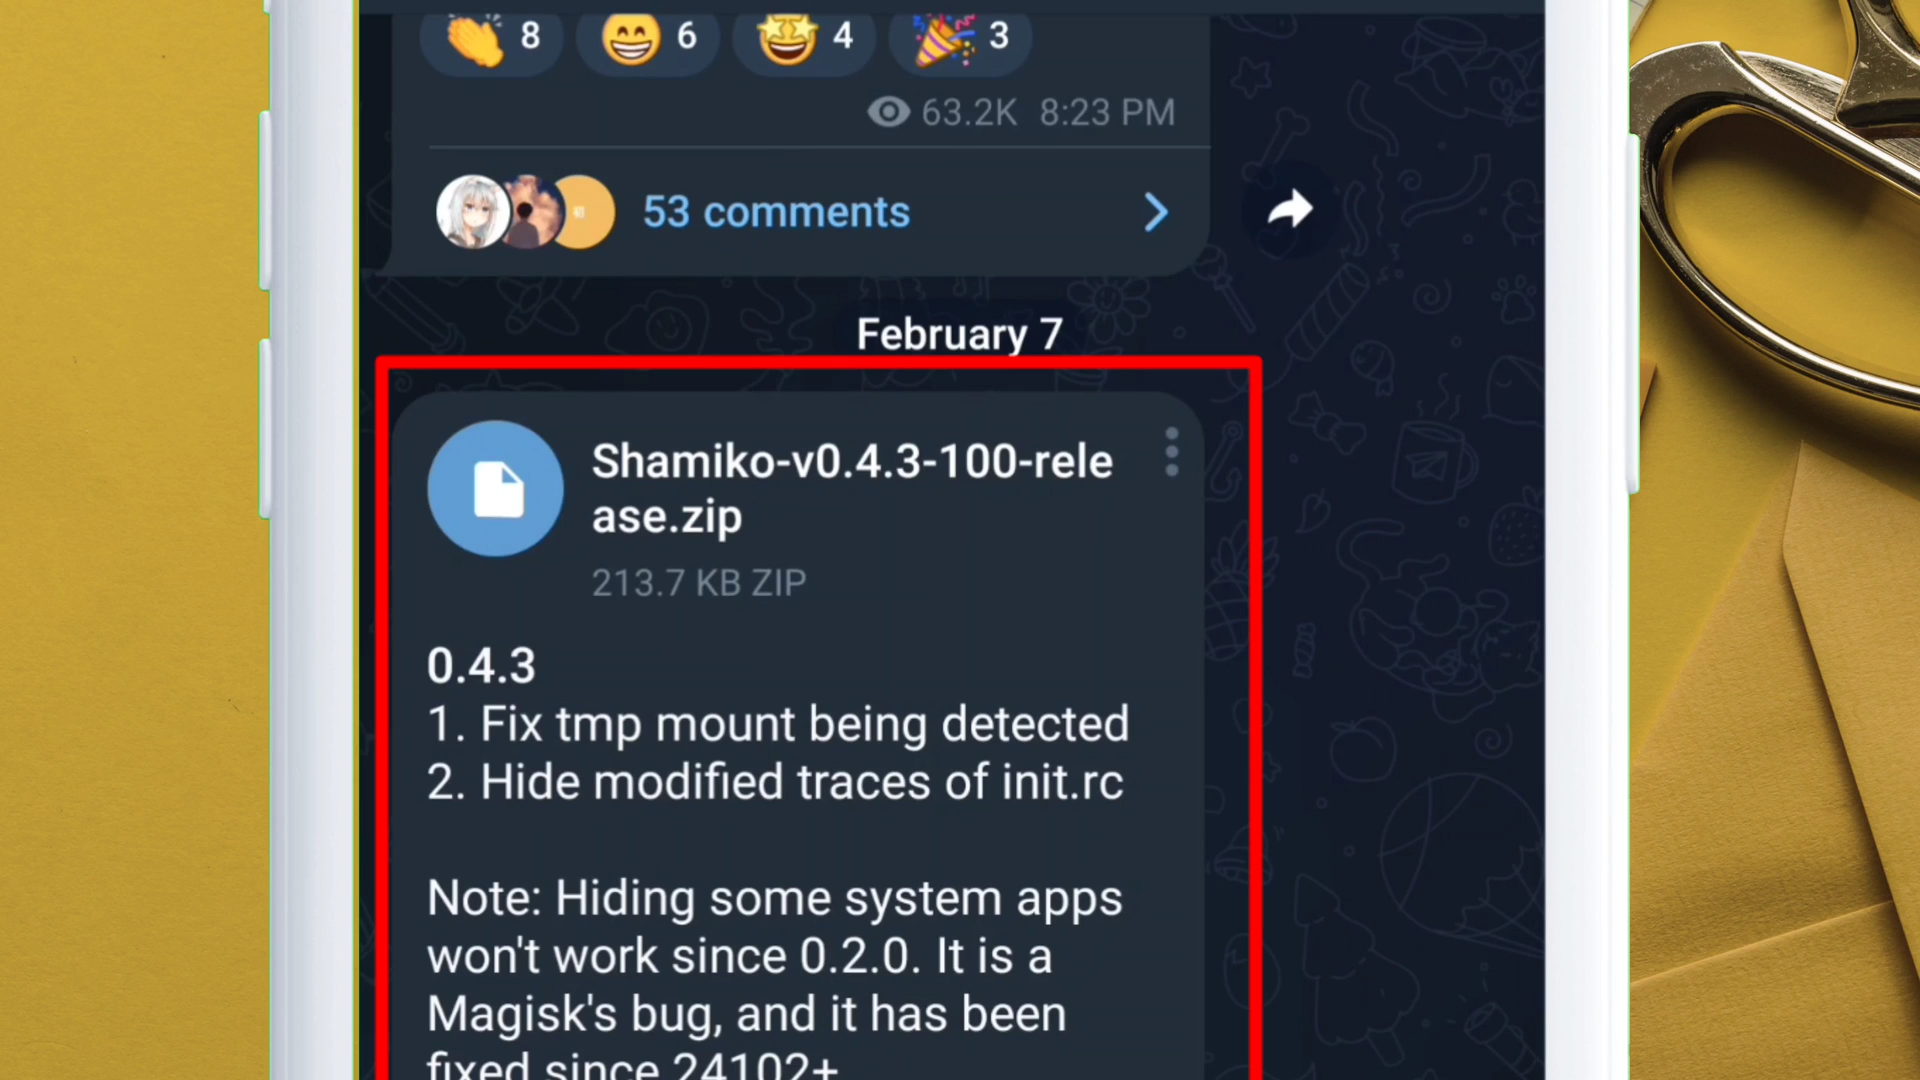 8 6 4 3
63.2K 8:23 PM
53 comments
February 7
Shamiko-v0.4.3-100-rele
ase.zip
213.7 KB ZIP
0.4.3
1. Fix tmp mount being detected
2. Hide modified traces of init.rc
Note: Hiding some system apps
won't work since 0.2.0. It is a
Magisk's bug, and it has been
fixed since 24102+